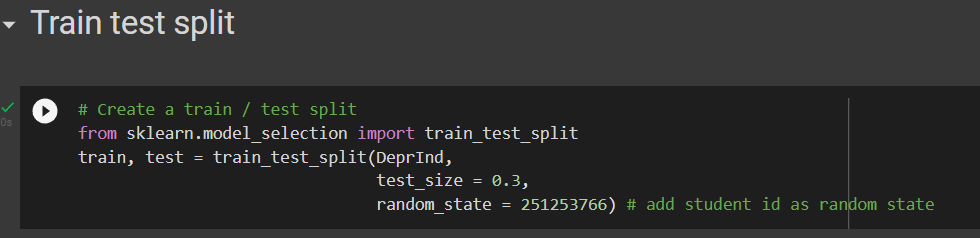 Train test split
# Create a train / test split
from sklearn.model_selection import train_test_split
train, test = train_test_split(DeprInd,
test_size = 0.3,
random_state = 251253766) # add student id as random state
0s